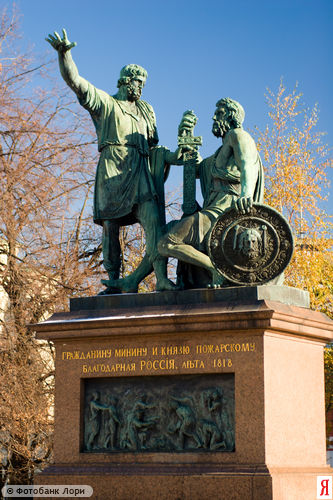 ГРАЖДАНИНУ МИНИНУ И КНЯЗЮ ПОЖАРСКОМУ.
БЛАГОДАРНАЯ РОССІЯ. ЛѢТА 1818.
© Фотобанк Лори
Я